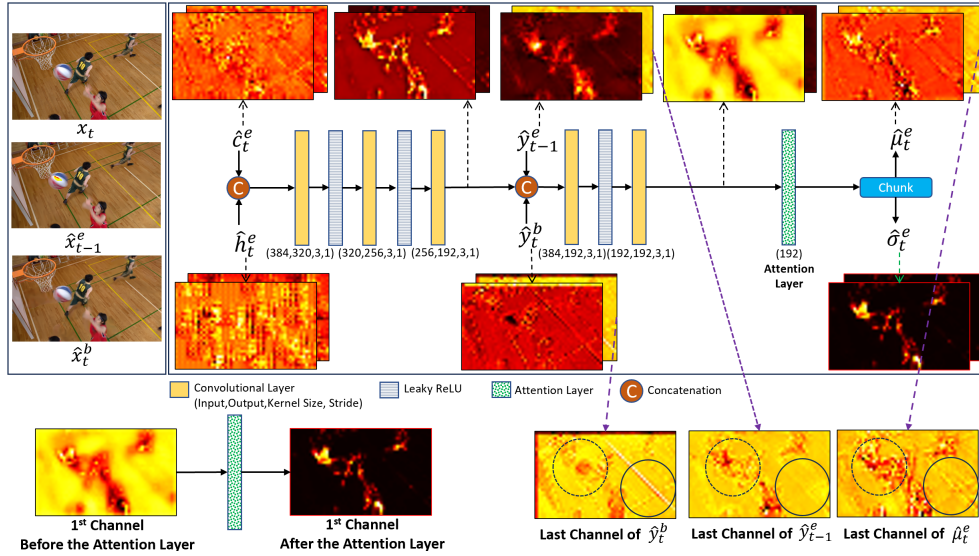 x_t
x̂^e_{t-1}
x̂^b_t
ĉ^e_t
C
ĥ^e_t
(384,320,3,1)
(320,256,3,1)
(256,192,3,1)
ŷ^e_{t-1}
C
ŷ^b_t
(384,192,3,1)
(192,192,3,1)
(192)
Attention
Layer
μ̂^e_t
Chunk
σ̂^e_t
Convolutional Layer
(Input,Output,Kernel Size, Stride)
Leaky ReLU
Attention Layer
C
Concatenation
1st Channel
Before the Attention Layer
1st Channel
After the Attention Layer
Last Channel of ŷ^b_t
Last Channel of ŷ^e_{t-1}
Last Channel of μ̂^e_t